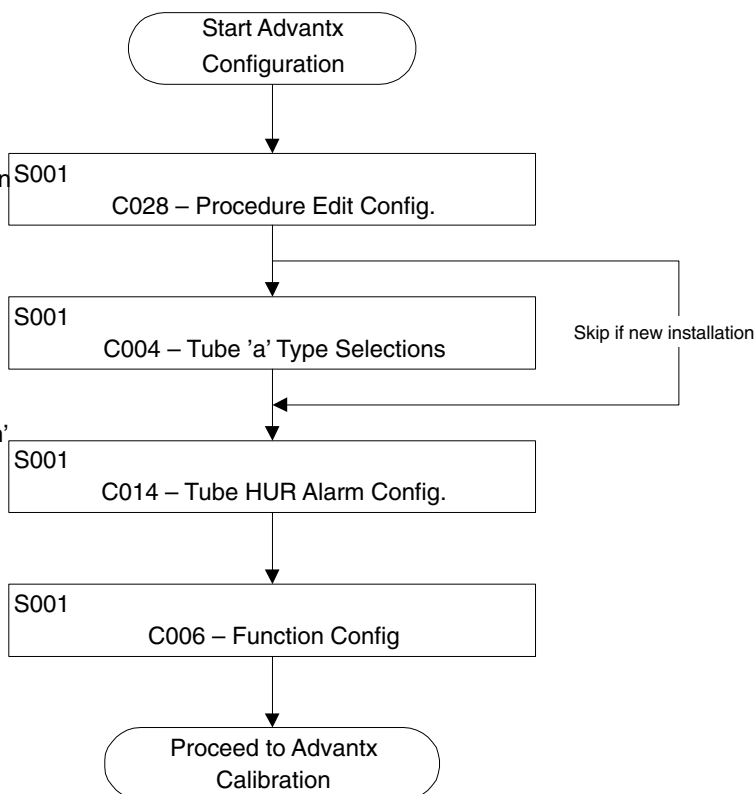 Start Advantx
Configuration
n
S001
C028 – Procedure Edit Config.
S001
C004 – Tube 'a' Type Selections
Skip if new installation
n'
S001
C014 – Tube HUR Alarm Config.
S001
C006 – Function Config
Proceed to Advantx
Calibration